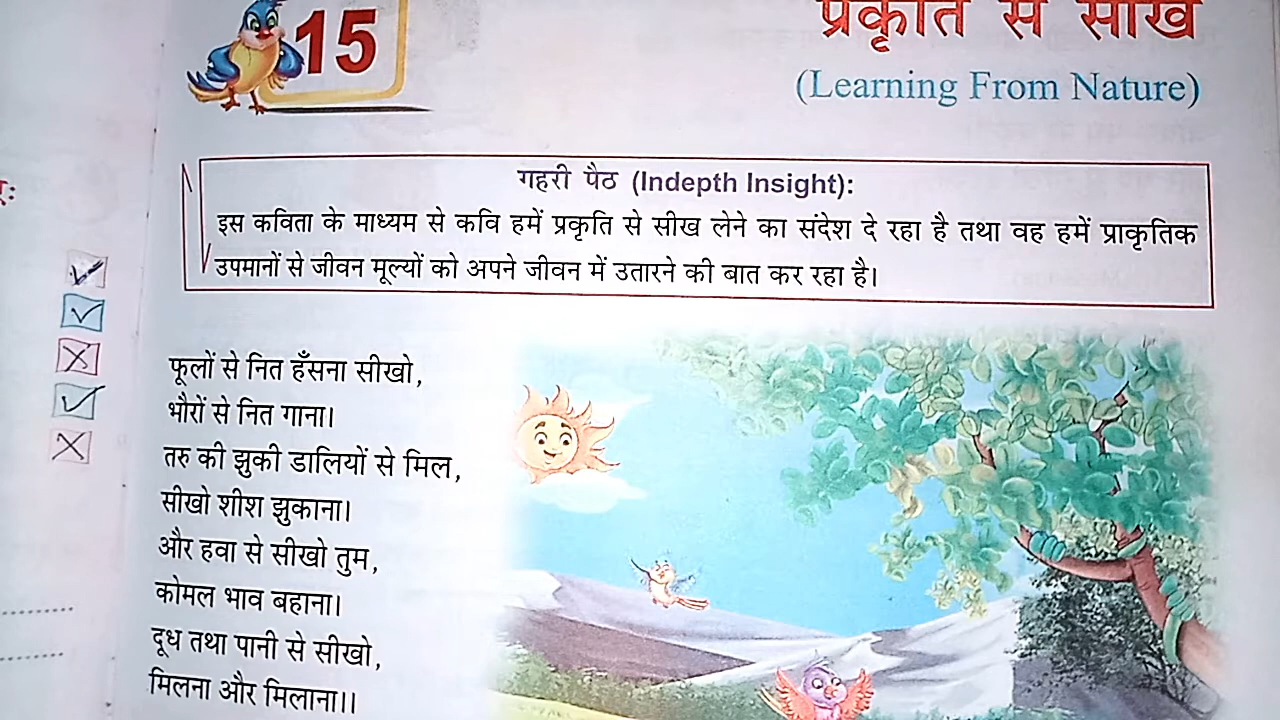 15
प्रकृति से सीख
(Learning From Nature)
गहरी पैठ (Indepth Insight):
इस कविता के माध्यम से कवि हमें प्रकृति से सीख लेने का संदेश दे रहा है तथा वह हमें प्राकृतिक
उपमानों से जीवन मूल्यों को अपने जीवन में उतारने की बात कर रहा है।
फूलों से नित हँसना सीखो,
भौरों से नित गाना।
तरु की झुकी डालियों से मिल,
सीखो शीश झुकाना।
और हवा से सीखो तुम,
कोमल भाव बहाना।
दूध तथा पानी से सीखो,
मिलना और मिलाना।।